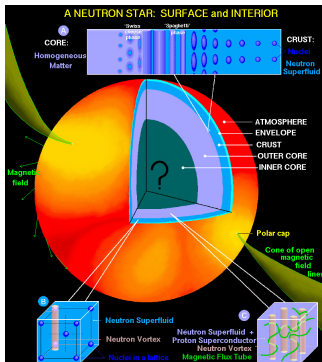 A NEUTRON STAR: SURFACE and INTERIOR
A
CORE:
Homogeneous
Matter
'Swiss
cheese'
phase
'Spaghetti'
phase
CRUST:
Nuclei
Neutron
Superfluid
ATMOSPHERE
ENVELOPE
CRUST
OUTER CORE
INNER CORE
?
Magnetic
field
Polar cap
Cone of open
magnetic
field
lines
B
Neutron Superfluid
Neutron Vortex
Nuclei in a lattice
C
Neutron Superfluid +
Proton Superconductor
Neutron Vortex
Magnetic Flux Tube